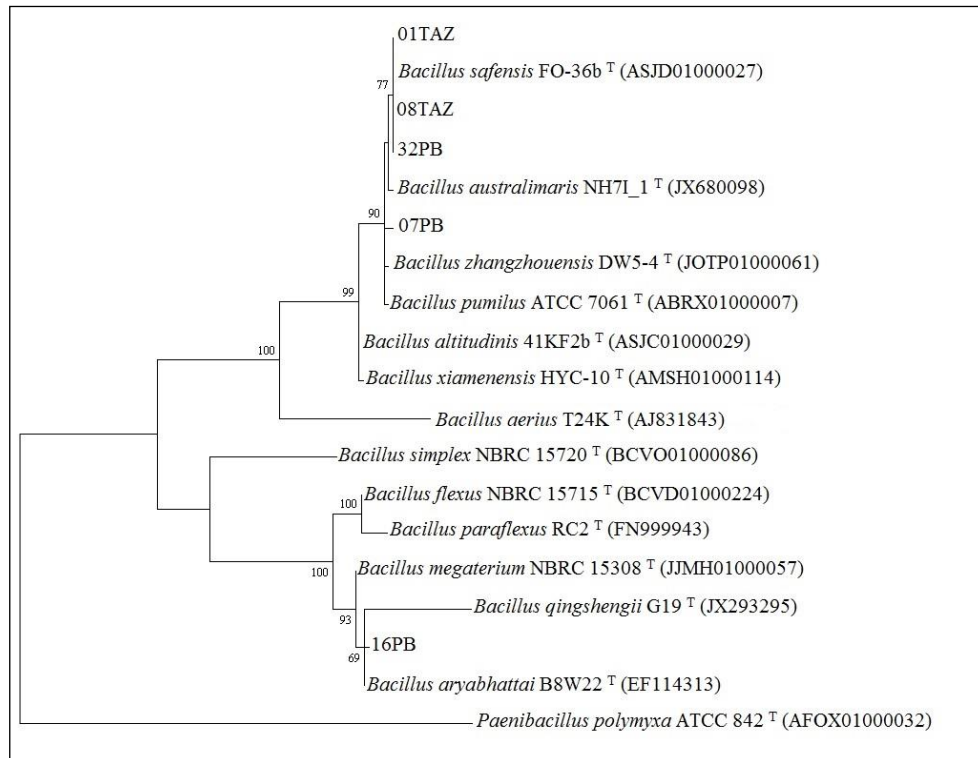 01TAZ
Bacillus safensis FO-36b T (ASJD01000027)
77
08TAZ
32PB
Bacillus australimaris NH7I_1 T (JX680098)
90
07PB
Bacillus zhangzhouensis DW5-4 T (JOTP01000061)
99
Bacillus pumilus ATCC 7061 T (ABRX01000007)
Bacillus altitudinis 41KF2b T (ASJC01000029)
100
Bacillus xiamenensis HYC-10 T (AMSH01000114)
Bacillus aerius T24K T (AJ831843)
Bacillus simplex NBRC 15720 T (BCVO01000086)
Bacillus flexus NBRC 15715 T (BCVD01000224)
100
Bacillus paraflexus RC2 T (FN999943)
100
Bacillus megaterium NBRC 15308 T (JJMH01000057)
Bacillus qingshengii G19 T (JX293295)
93
16PB
69
Bacillus aryabhattai B8W22 T (EF114313)
Paenibacillus polymyxa ATCC 842 T (AFOX01000032)